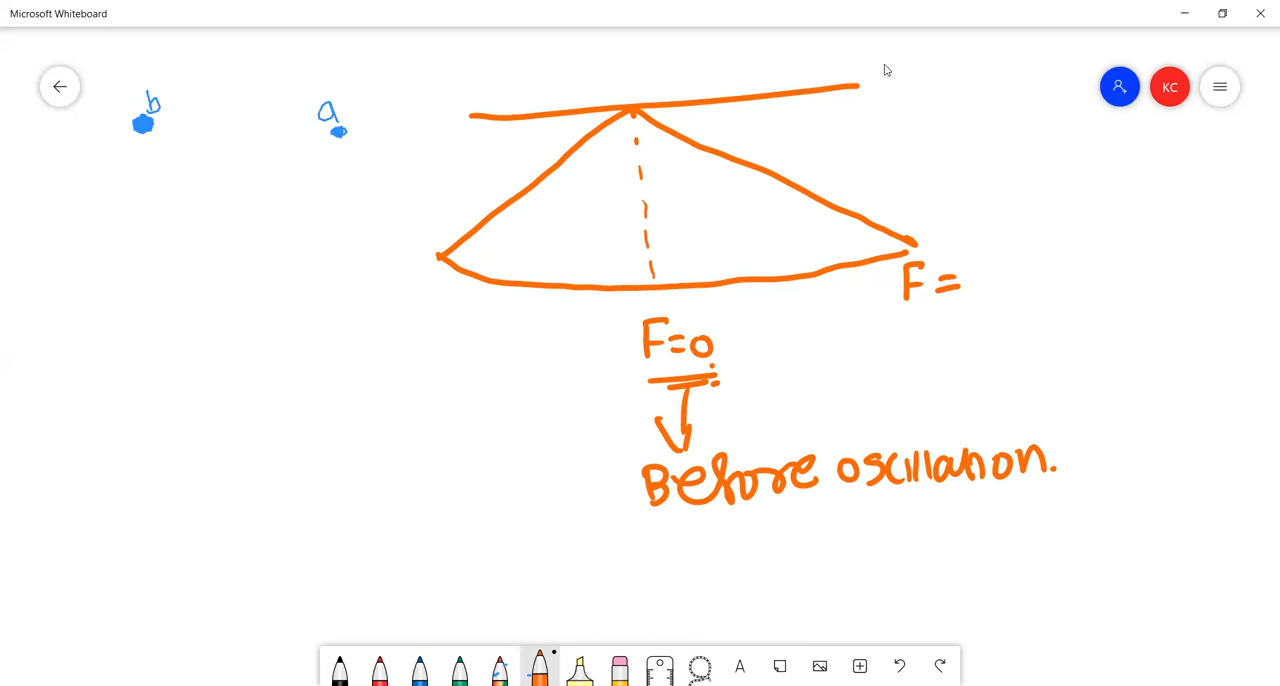 Microsoft Whiteboard
KC
b
a
F =
F=0
Before oscillation.
A